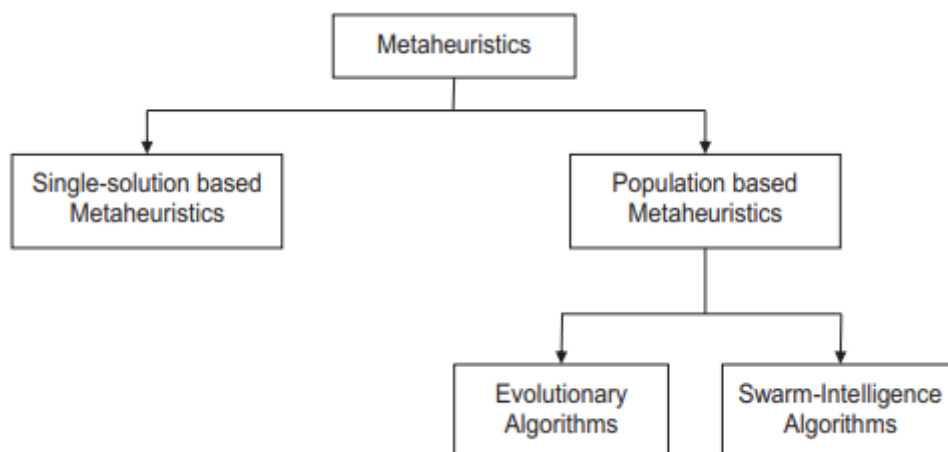 Metaheuristics
Single-solution based
Metaheuristics
Population based
Metaheuristics
Evolutionary
Algorithms
Swarm-Intelligence
Algorithms